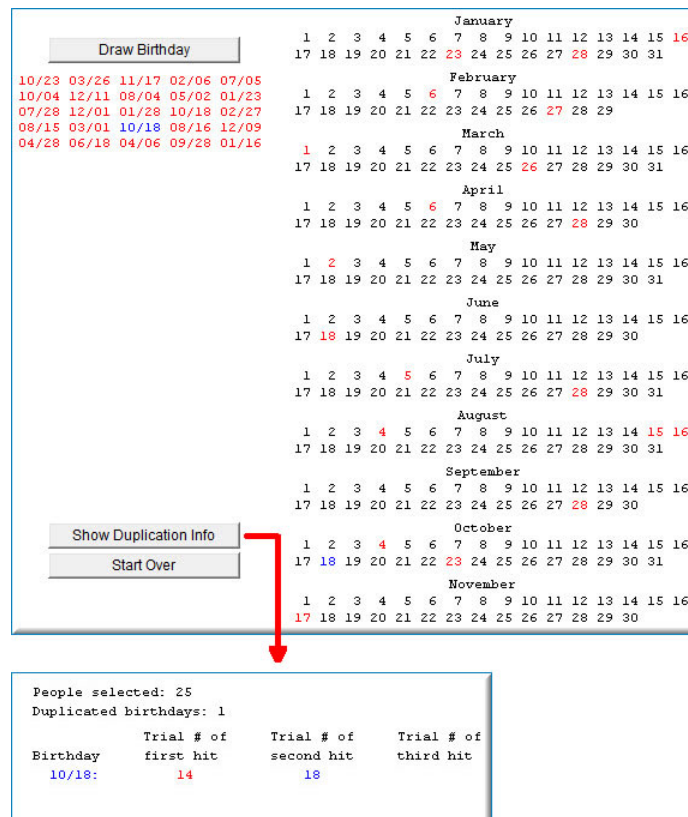 Draw Birthday
10/23 03/26 11/17 02/06 07/05
10/04 12/11 08/04 05/02 01/23
07/28 12/01 01/28 10/18 02/27
08/15 03/01 10/18 08/16 12/09
04/28 06/18 04/06 09/28 01/16
Show Duplication Info
Start Over
January
1 2 3 4 5 6 7 8 9 10 11 12 13 14 15 16
17 18 19 20 21 22 23 24 25 26 27 28 29 30 31
February
1 2 3 4 5 6 7 8 9 10 11 12 13 14 15 16
17 18 19 20 21 22 23 24 25 26 27 28 29
March
1 2 3 4 5 6 7 8 9 10 11 12 13 14 15 16
17 18 19 20 21 22 23 24 25 26 27 28 29 30 31
April
1 2 3 4 5 6 7 8 9 10 11 12 13 14 15 16
17 18 19 20 21 22 23 24 25 26 27 28 29 30
May
1 2 3 4 5 6 7 8 9 10 11 12 13 14 15 16
17 18 19 20 21 22 23 24 25 26 27 28 29 30 31
June
1 2 3 4 5 6 7 8 9 10 11 12 13 14 15 16
17 18 19 20 21 22 23 24 25 26 27 28 29 30
July
1 2 3 4 5 6 7 8 9 10 11 12 13 14 15 16
17 18 19 20 21 22 23 24 25 26 27 28 29 30 31
August
1 2 3 4 5 6 7 8 9 10 11 12 13 14 15 16
17 18 19 20 21 22 23 24 25 26 27 28 29 30 31
September
1 2 3 4 5 6 7 8 9 10 11 12 13 14 15 16
17 18 19 20 21 22 23 24 25 26 27 28 29 30
October
1 2 3 4 5 6 7 8 9 10 11 12 13 14 15 16
17 18 19 20 21 22 23 24 25 26 27 28 29 30 31
November
1 2 3 4 5 6 7 8 9 10 11 12 13 14 15 16
17 18 19 20 21 22 23 24 25 26 27 28 29 30
People selected: 25
Duplicated birthdays: 1
Trial # of Trial # of Trial # of
Birthday first hit second hit third hit
10/18: 14 18